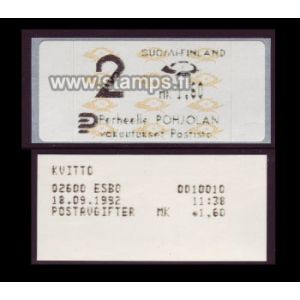 SUOMI-FINLAND
2
www.stamps.fi
MK 1,60
Perheelle POHJOLAN
vakuutukset Postista
KVITTO
02600 ESBO 0010010
18.09.1992 11:38
POSTAVGIFTER MK *1,60